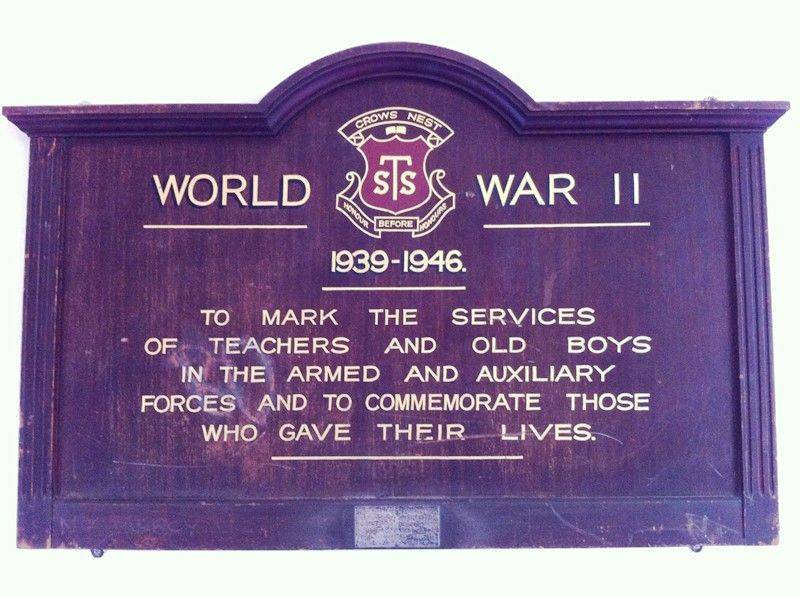 CROWS NEST
STS
HONOUR BEFORE HONOURS
WORLD WAR II
1939-1946.
TO MARK THE SERVICES
OF TEACHERS AND OLD BOYS
IN THE ARMED AND AUXILIARY
FORCES AND TO COMMEMORATE THOSE
WHO GAVE THEIR LIVES.